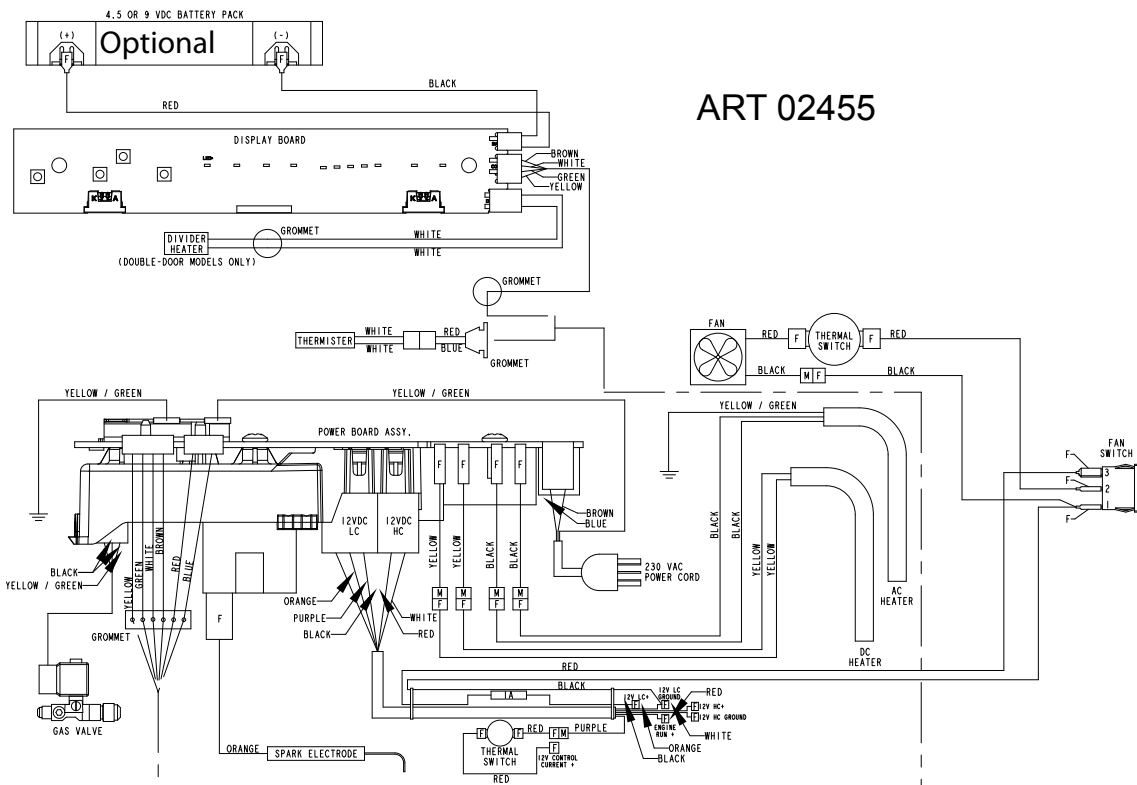 4.5 OR 9 VDC BATTERY PACK
(+)
Optional
(-)
F
F
BLACK
RED
ART 02455
DISPLAY BOARD
BROWN
WHITE
GREEN
YELLOW
K
A
K
A
DIVIDER
HEATER
GROMMET
WHITE
WHITE
(DOUBLE-DOOR MODELS ONLY)
GROMMET
THERMISTER
WHITE
WHITE
RED
BLUE
GROMMET
FAN
RED
F
THERMAL
SWITCH
F
RED
BLACK
M F
BLACK
YELLOW / GREEN
YELLOW / GREEN
YELLOW / GREEN
POWER BOARD ASSY.
FAN
SWITCH
F
3
F
2
1
F
F
F
F
F
12VDC
LC
12VDC
HC
BROWN
BLUE
230 VAC
POWER CORD
YELLOW
YELLOW
BLACK
BLACK
BLACK
BLACK
YELLOW
YELLOW
AC
HEATER
DC
HEATER
BLACK
YELLOW / GREEN
YELLOW
GREEN
WHITE
BROWN
RED
BLUE
GROMMET
F
ORANGE
PURPLE
BLACK
WHITE
RED
M
F
M
F
M
F
M
F
GAS VALVE
ORANGE
SPARK ELECTRODE
RED
BLACK
1A
12V LC+
F
12V LC
GROUND
F
RED
F
12V HC+
F
12V HC GROUND
F
ENGINE
RUN +
WHITE
ORANGE
BLACK
F
THERMAL
SWITCH
F
RED
F M
PURPLE
F
12V CONTROL
CURRENT +
RED